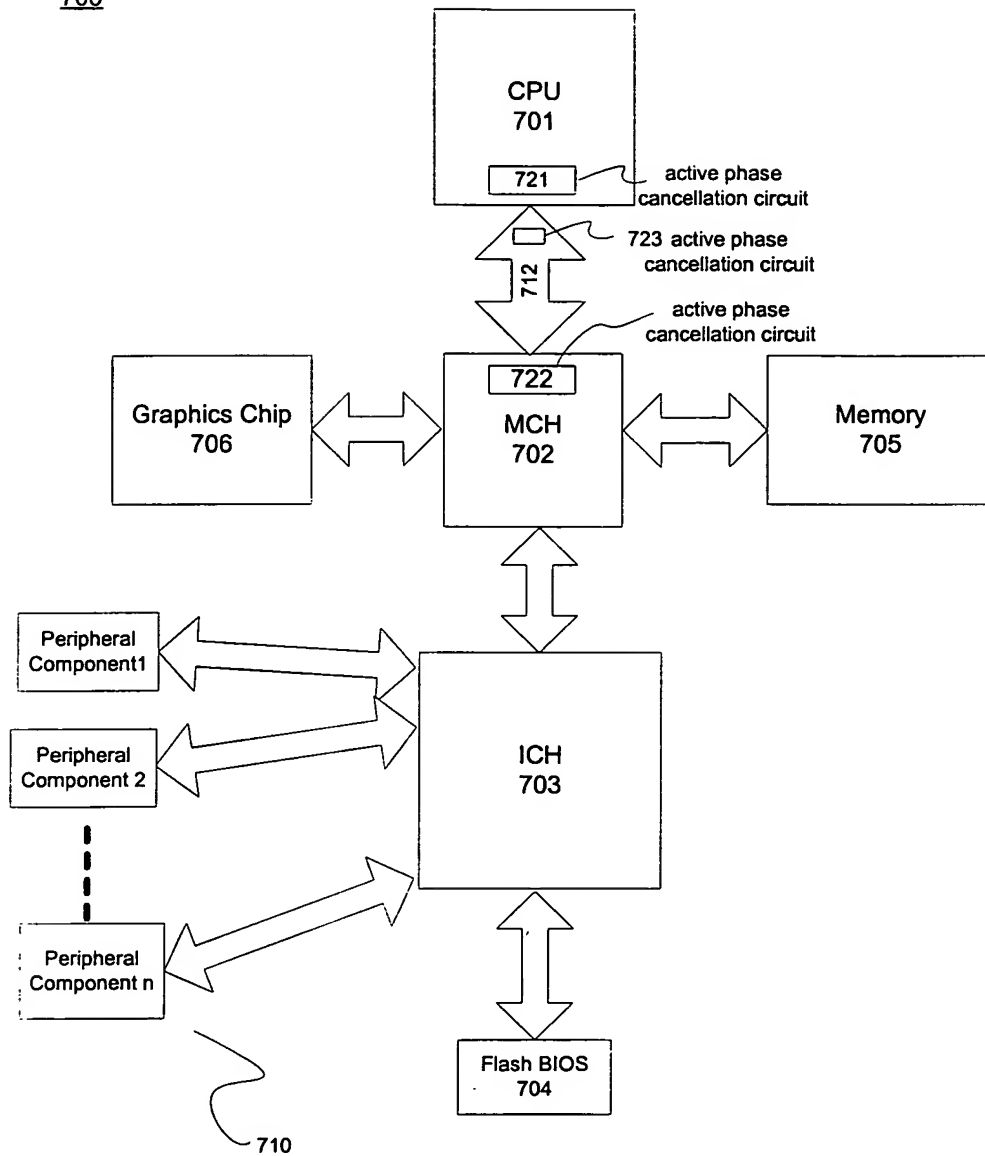 700
CPU
701
721
active phase
cancellation circuit
723 active phase
cancellation circuit
712
active phase
cancellation circuit
722
MCH
702
Graphics Chip
706
Memory
705
Peripheral
Component1
Peripheral
Component 2
ICH
703
Peripheral
Component n
Flash BIOS
704
710